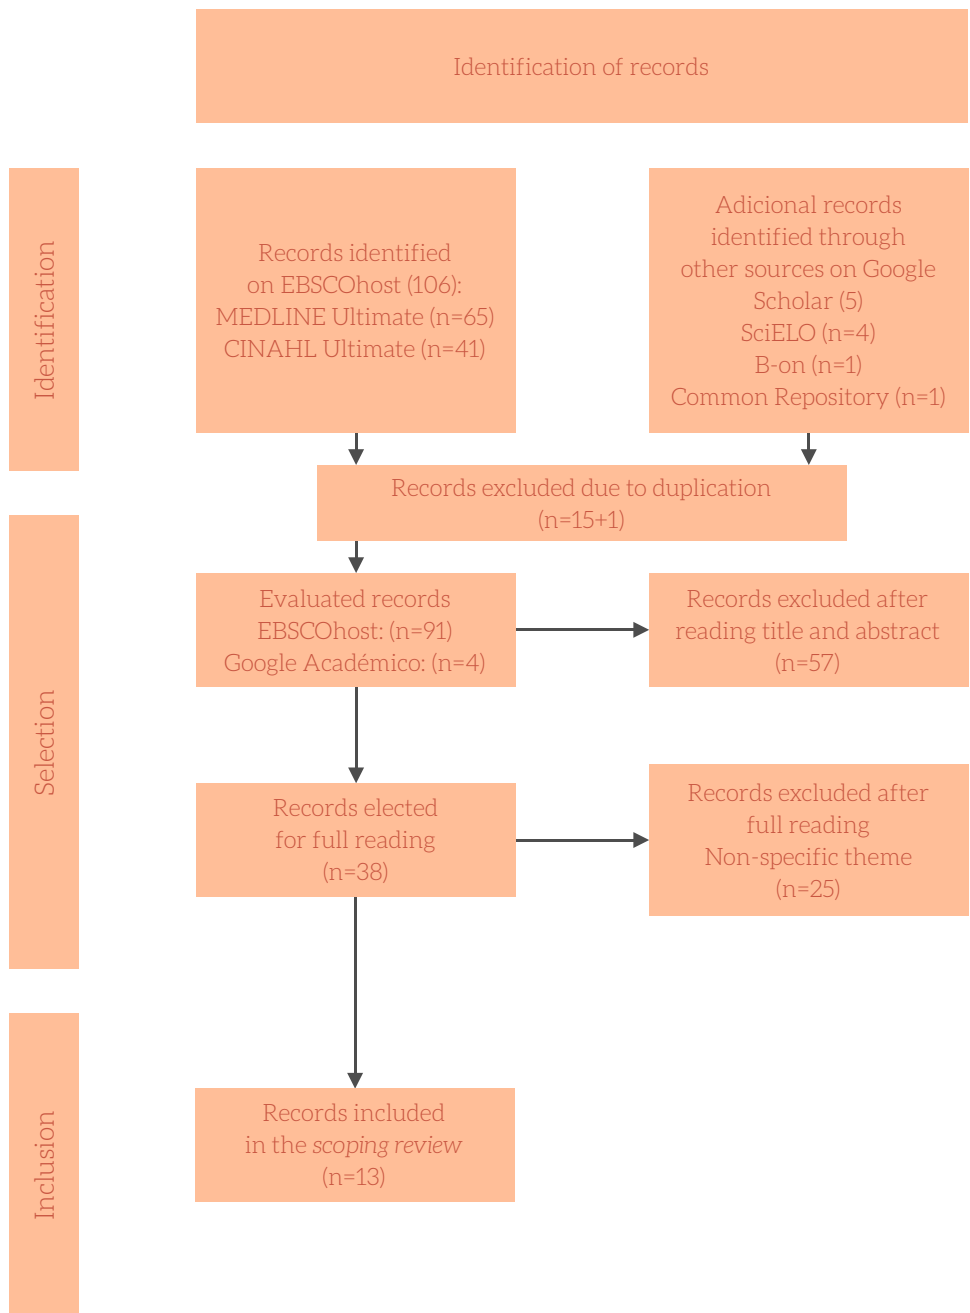 Identification of records
Identification
Records identified
on EBSCOhost (106):
MEDLINE Ultimate (n=65)
CINAHL Ultimate (n=41)
Adicional records
identified through
other sources on Google
Scholar (5)
SciELO (n=4)
B-on (n=1)
Common Repository (n=1)
Records excluded due to duplication
(n=15+1)
Selection
Evaluated records
EBSCOhost: (n=91)
Google Académico: (n=4)
Records excluded after
reading title and abstract
(n=57)
Records elected
for full reading
(n=38)
Records excluded after
full reading
Non-specific theme
(n=25)
Inclusion
Records included
in the scoping review
(n=13)